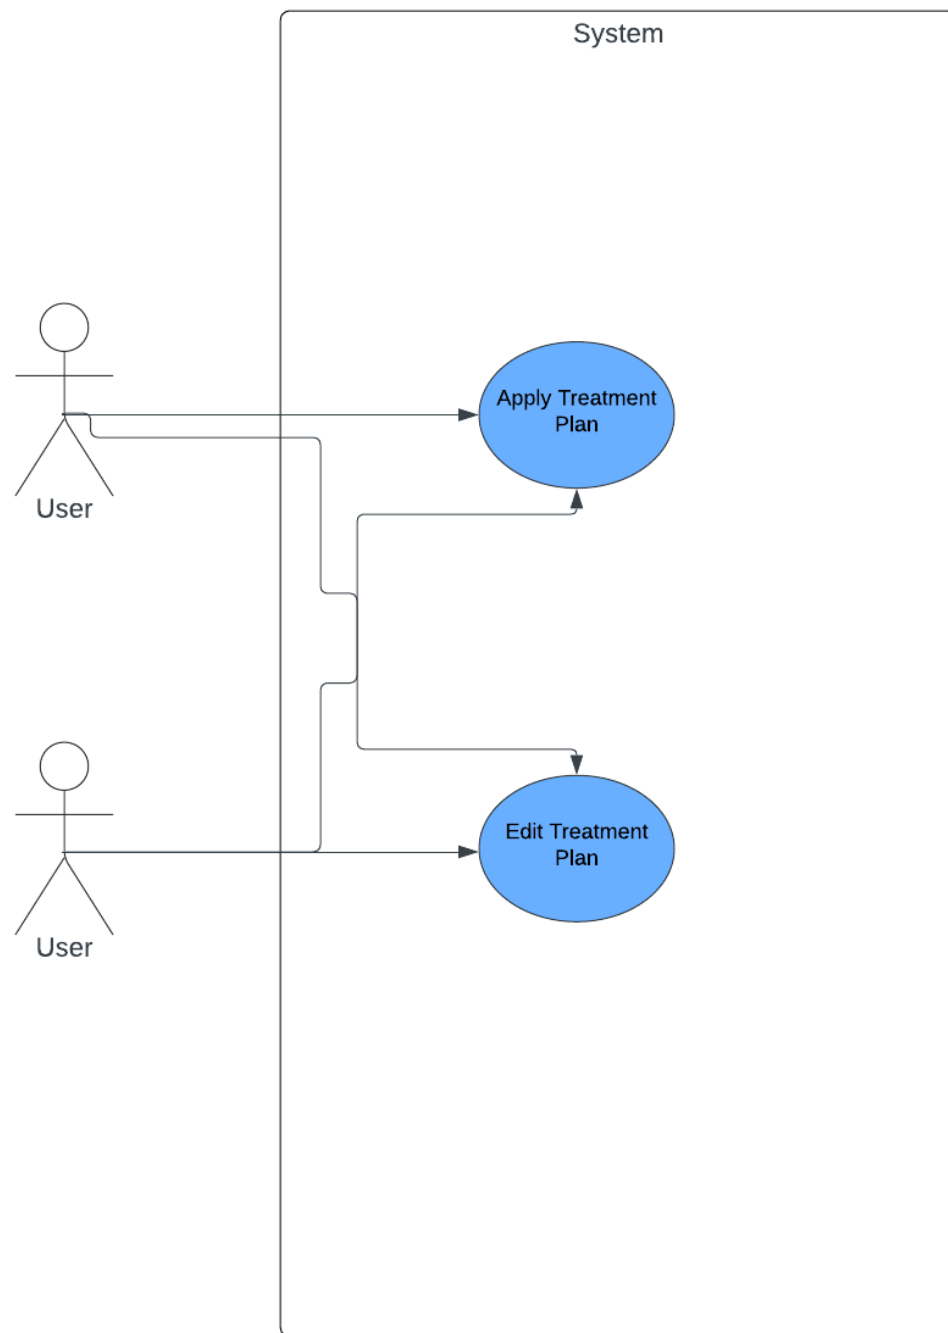 System
Apply Treatment
Plan
User
Edit Treatment
Plan
User